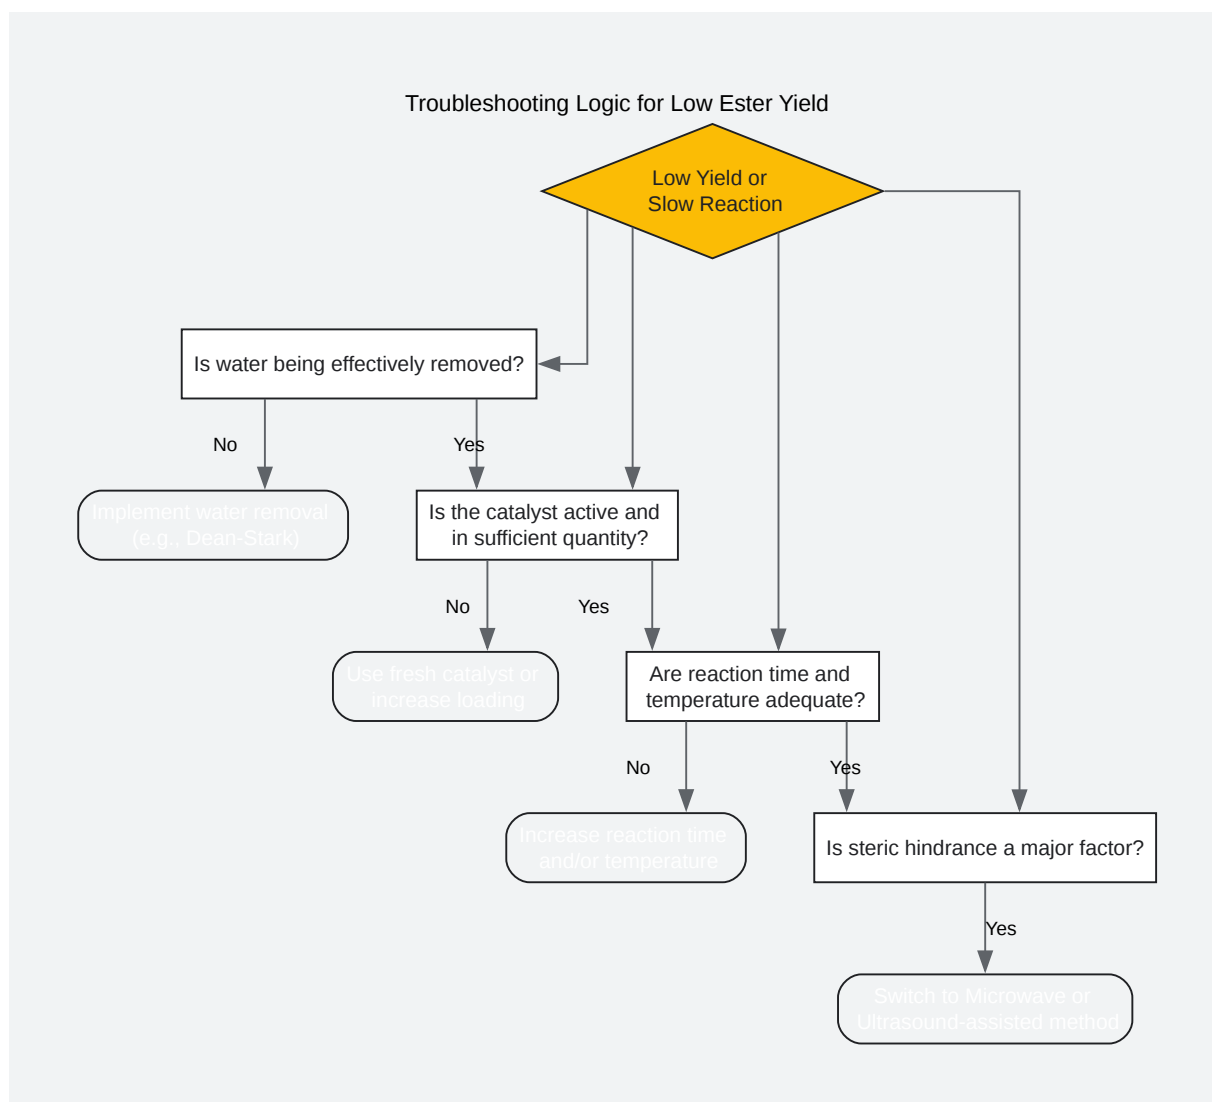 Troubleshooting Logic for Low Ester Yield
Low Yield or
Slow Reaction
Is water being effectively removed?
No
Yes
Implement water removal
(e.g., Dean-Stark)
Is the catalyst active and
in sufficient quantity?
No
Yes
Use fresh catalyst or
increase loading
Are reaction time and
temperature adequate?
No
Yes
Increase reaction time
and/or temperature
Is steric hindrance a major factor?
Yes
Switch to Microwave or
Ultrasound-assisted method